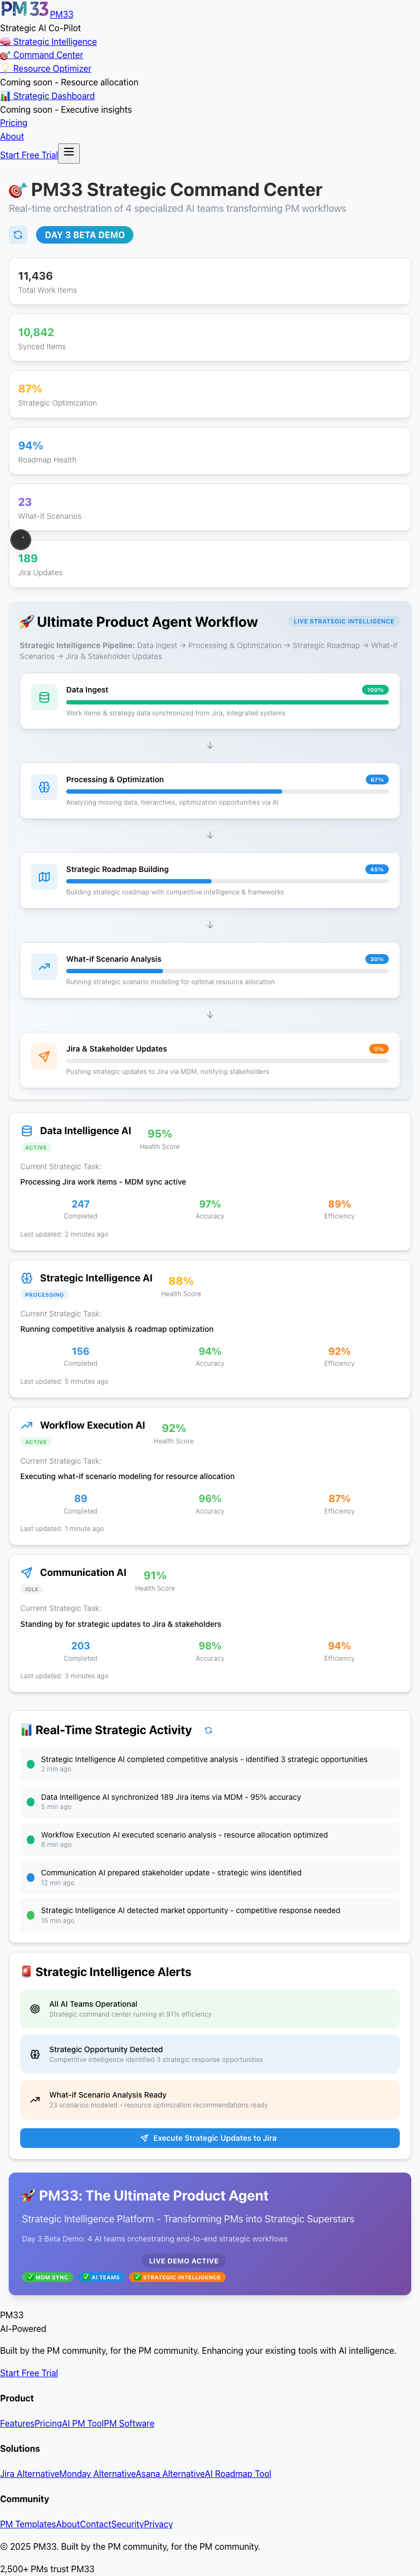 PM33 PM33
Strategic AI Co-Pilot
🧠 Strategic Intelligence
🎯 Command Center
💡 Resource Optimizer
Coming soon - Resource allocation
📊 Strategic Dashboard
Coming soon - Executive insights
Pricing
About
Start Free Trial
🎯 PM33 Strategic Command Center
Real-time orchestration of 4 specialized AI teams transforming PM workflows
DAY 3 BETA DEMO
11,436
Total Work Items
10,842
Synced Items
87%
Strategic Optimization
94%
Roadmap Health
23
What-if Scenarios
189
Jira Updates
🚀 Ultimate Product Agent Workflow
LIVE STRATEGIC INTELLIGENCE
Strategic Intelligence Pipeline: Data ingest → Processing & Optimization → Strategic Roadmap → What-if
Scenarios → Jira & Stakeholder Updates
Data Ingest
100%
Work items & strategy data synchronized from Jira, integrated systems
↓
Processing & Optimization
67%
Analyzing missing data, hierarchies, optimization opportunities via AI
↓
Strategic Roadmap Building
45%
Building strategic roadmap with competitive intelligence & frameworks
↓
What-if Scenario Analysis
30%
Running strategic scenario modeling for optimal resource allocation
↓
Jira & Stakeholder Updates
0%
Pushing strategic updates to Jira via MDM, notifying stakeholders
Data Intelligence AI
95%
ACTIVE
Health Score
Current Strategic Task:
Processing Jira work items - MDM sync active
247 97% 89%
Completed Accuracy Efficiency
Last updated: 2 minutes ago
Strategic Intelligence AI
88%
PROCESSING
Health Score
Current Strategic Task:
Running competitive analysis & roadmap optimization
156 94% 92%
Completed Accuracy Efficiency
Last updated: 5 minutes ago
Workflow Execution AI
92%
ACTIVE
Health Score
Current Strategic Task:
Executing what-if scenario modeling for resource allocation
89 96% 87%
Completed Accuracy Efficiency
Last updated: 1 minute ago
Communication AI
91%
IDLE
Health Score
Current Strategic Task:
Standing by for strategic updates to Jira & stakeholders
203 98% 94%
Completed Accuracy Efficiency
Last updated: 3 minutes ago
📊 Real-Time Strategic Activity
Strategic Intelligence AI completed competitive analysis - identified 3 strategic opportunities
2 min ago
Data Intelligence AI synchronized 189 Jira items via MDM - 95% accuracy
5 min ago
Workflow Execution AI executed scenario analysis - resource allocation optimized
8 min ago
Communication AI prepared stakeholder update - strategic wins identified
12 min ago
Strategic Intelligence AI detected market opportunity - competitive response needed
15 min ago
🚨 Strategic Intelligence Alerts
All AI Teams Operational
Strategic command center running at 91% efficiency
Strategic Opportunity Detected
Competitive Intelligence identified 3 strategic response opportunities
What-if Scenario Analysis Ready
23 scenarios modeled - resource optimization recommendations ready
Execute Strategic Updates to Jira
🚀 PM33: The Ultimate Product Agent
Strategic Intelligence Platform - Transforming PMs into Strategic Superstars
Day 3 Beta Demo: 4 AI teams orchestrating end-to-end strategic workflows
LIVE DEMO ACTIVE
✅ MDM SYNC ✅ AI TEAMS ✅ STRATEGIC INTELLIGENCE
PM33
AI-Powered
Built by the PM community, for the PM community. Enhancing your existing tools with AI intelligence.
Start Free Trial
Product
FeaturesPricingAI PM ToolPM Software
Solutions
Jira AlternativeMonday AlternativeAsana AlternativeAI Roadmap Tool
Community
PM TemplatesAboutContactSecurityPrivacy
© 2025 PM33. Built by the PM community, for the PM community.
2,500+ PMs trust PM33